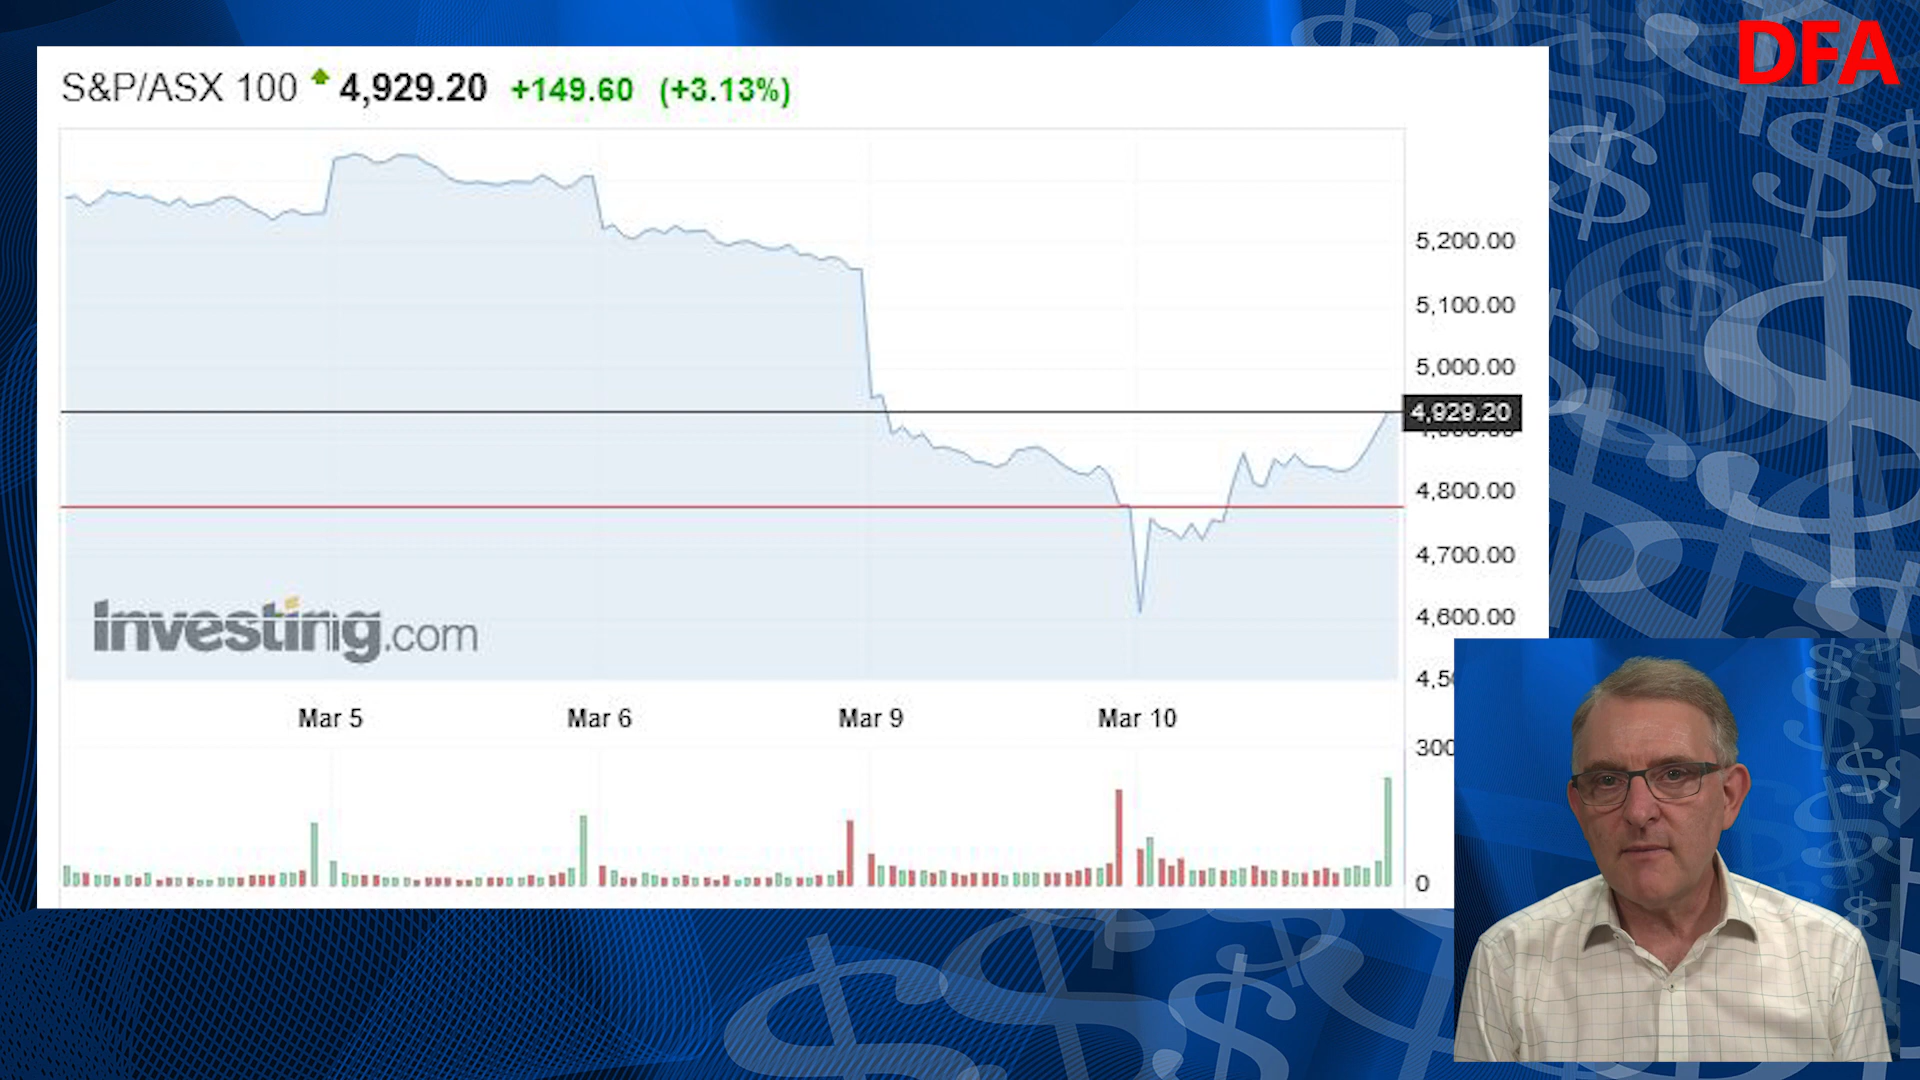 DFA
S&P/ASX 100 4,929.20 +149.60 (+3.13%)
5,200.00
5,100.00
5,000.00
4,929.20
4,800.00
4,700.00
4,600.00
Investing.com
Mar 5 Mar 6 Mar 9 Mar 10
0